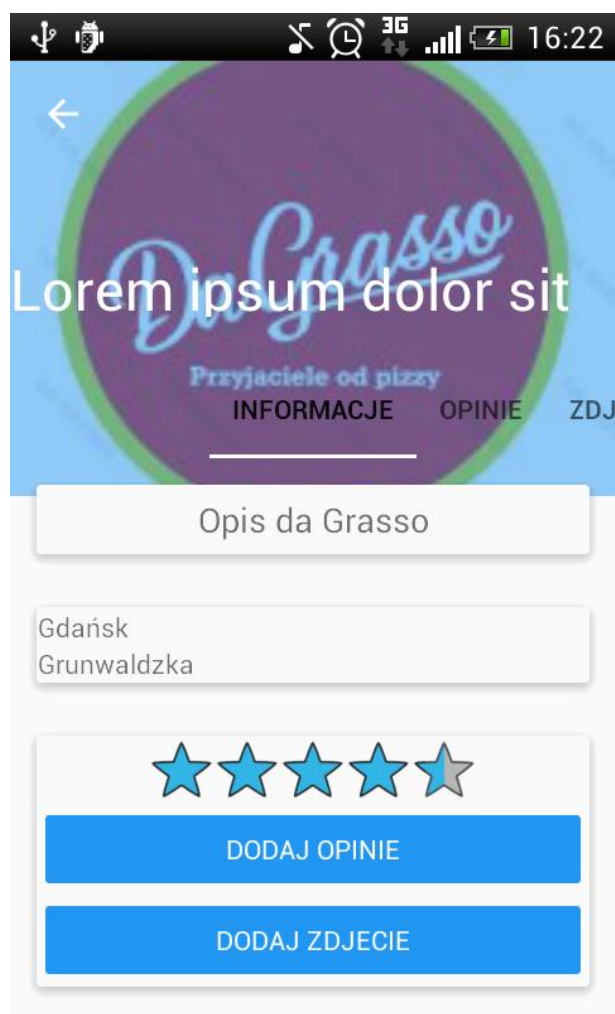 3G
16:22
Da Grasso
Lorem ipsum dolor sit
Przyjaciele od pizzy
INFORMACJE OPINIE ZDJ
Opis da Grasso
Gdańsk
Grunwaldzka
DODAJ OPINIE
DODAJ ZDJECIE